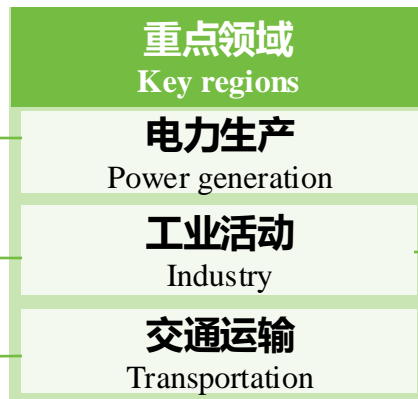 重点领域
Key regions
电力生产
Power generation
工业活动
Industry
交通运输
Transportation